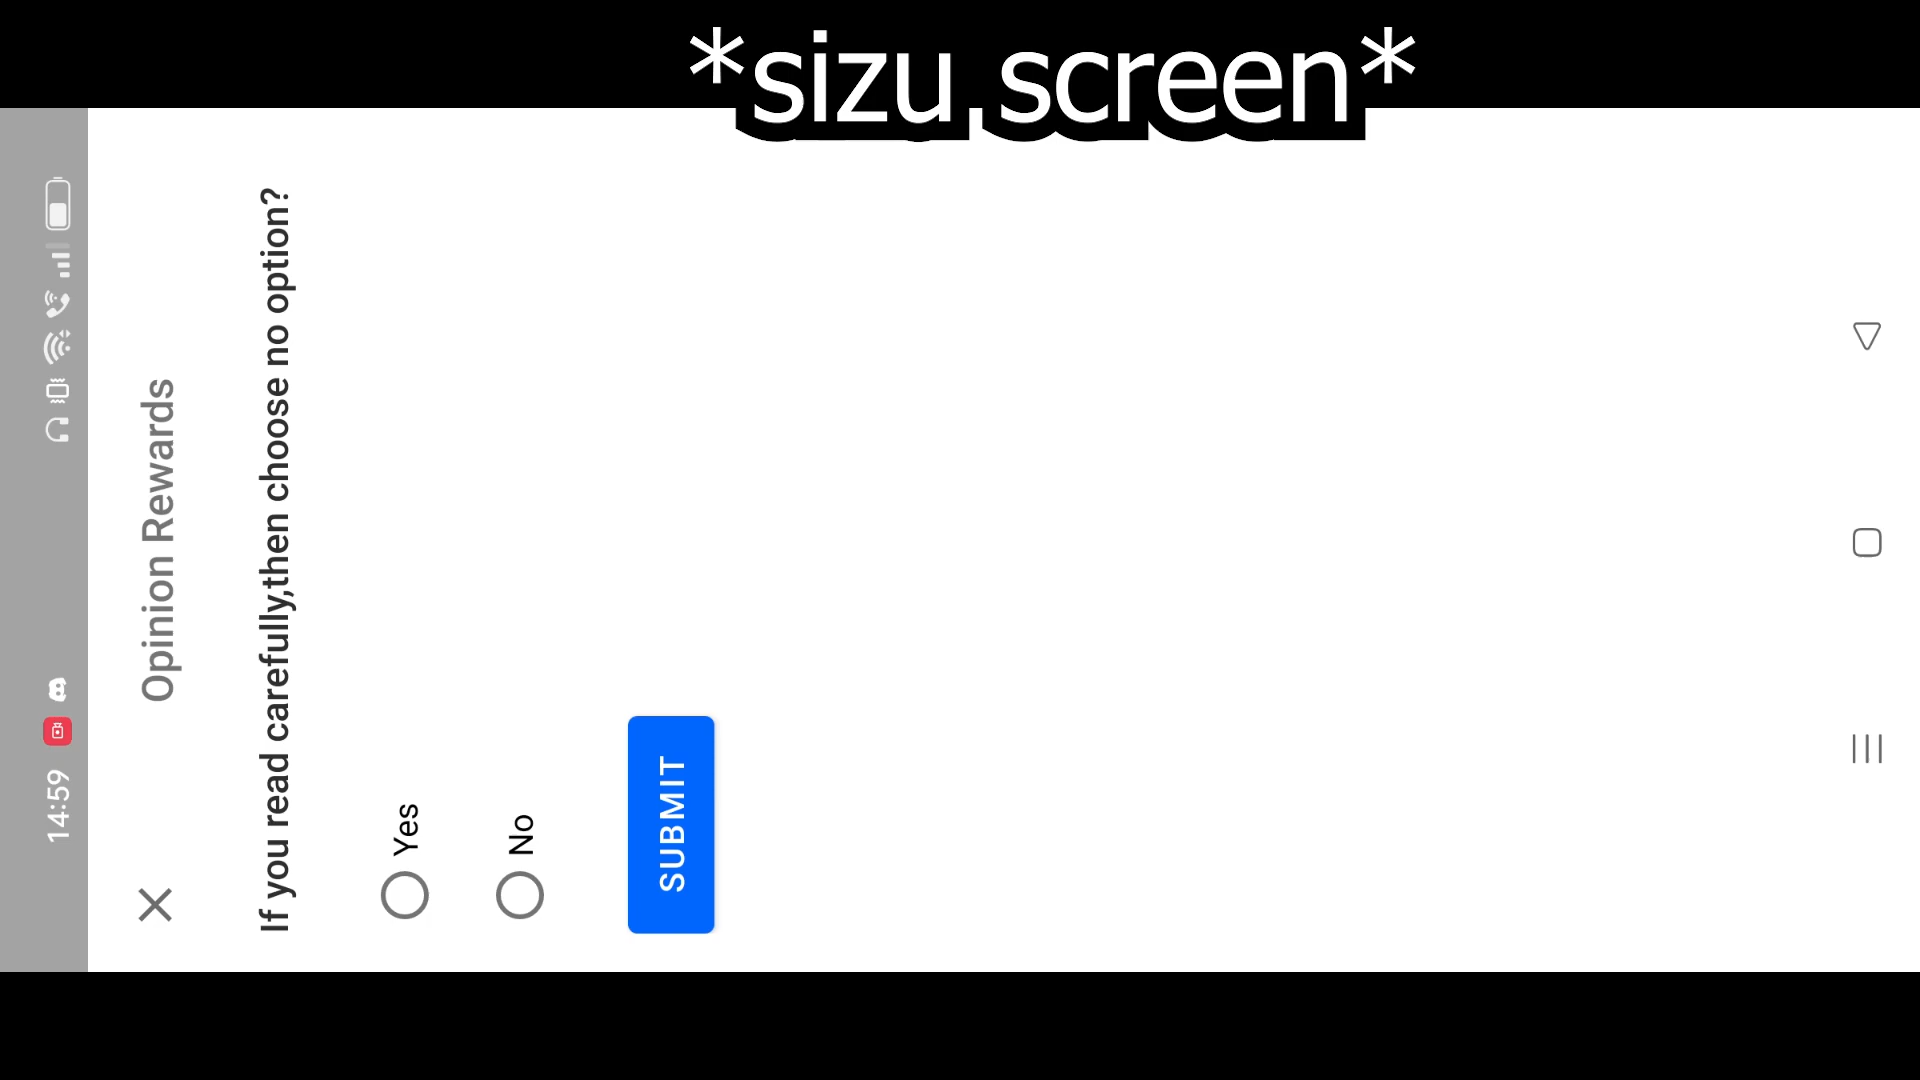 *sizu screen*
14:59
Opinion Rewards
If you read carefully,then choose no option?
Yes
No
SUBMIT